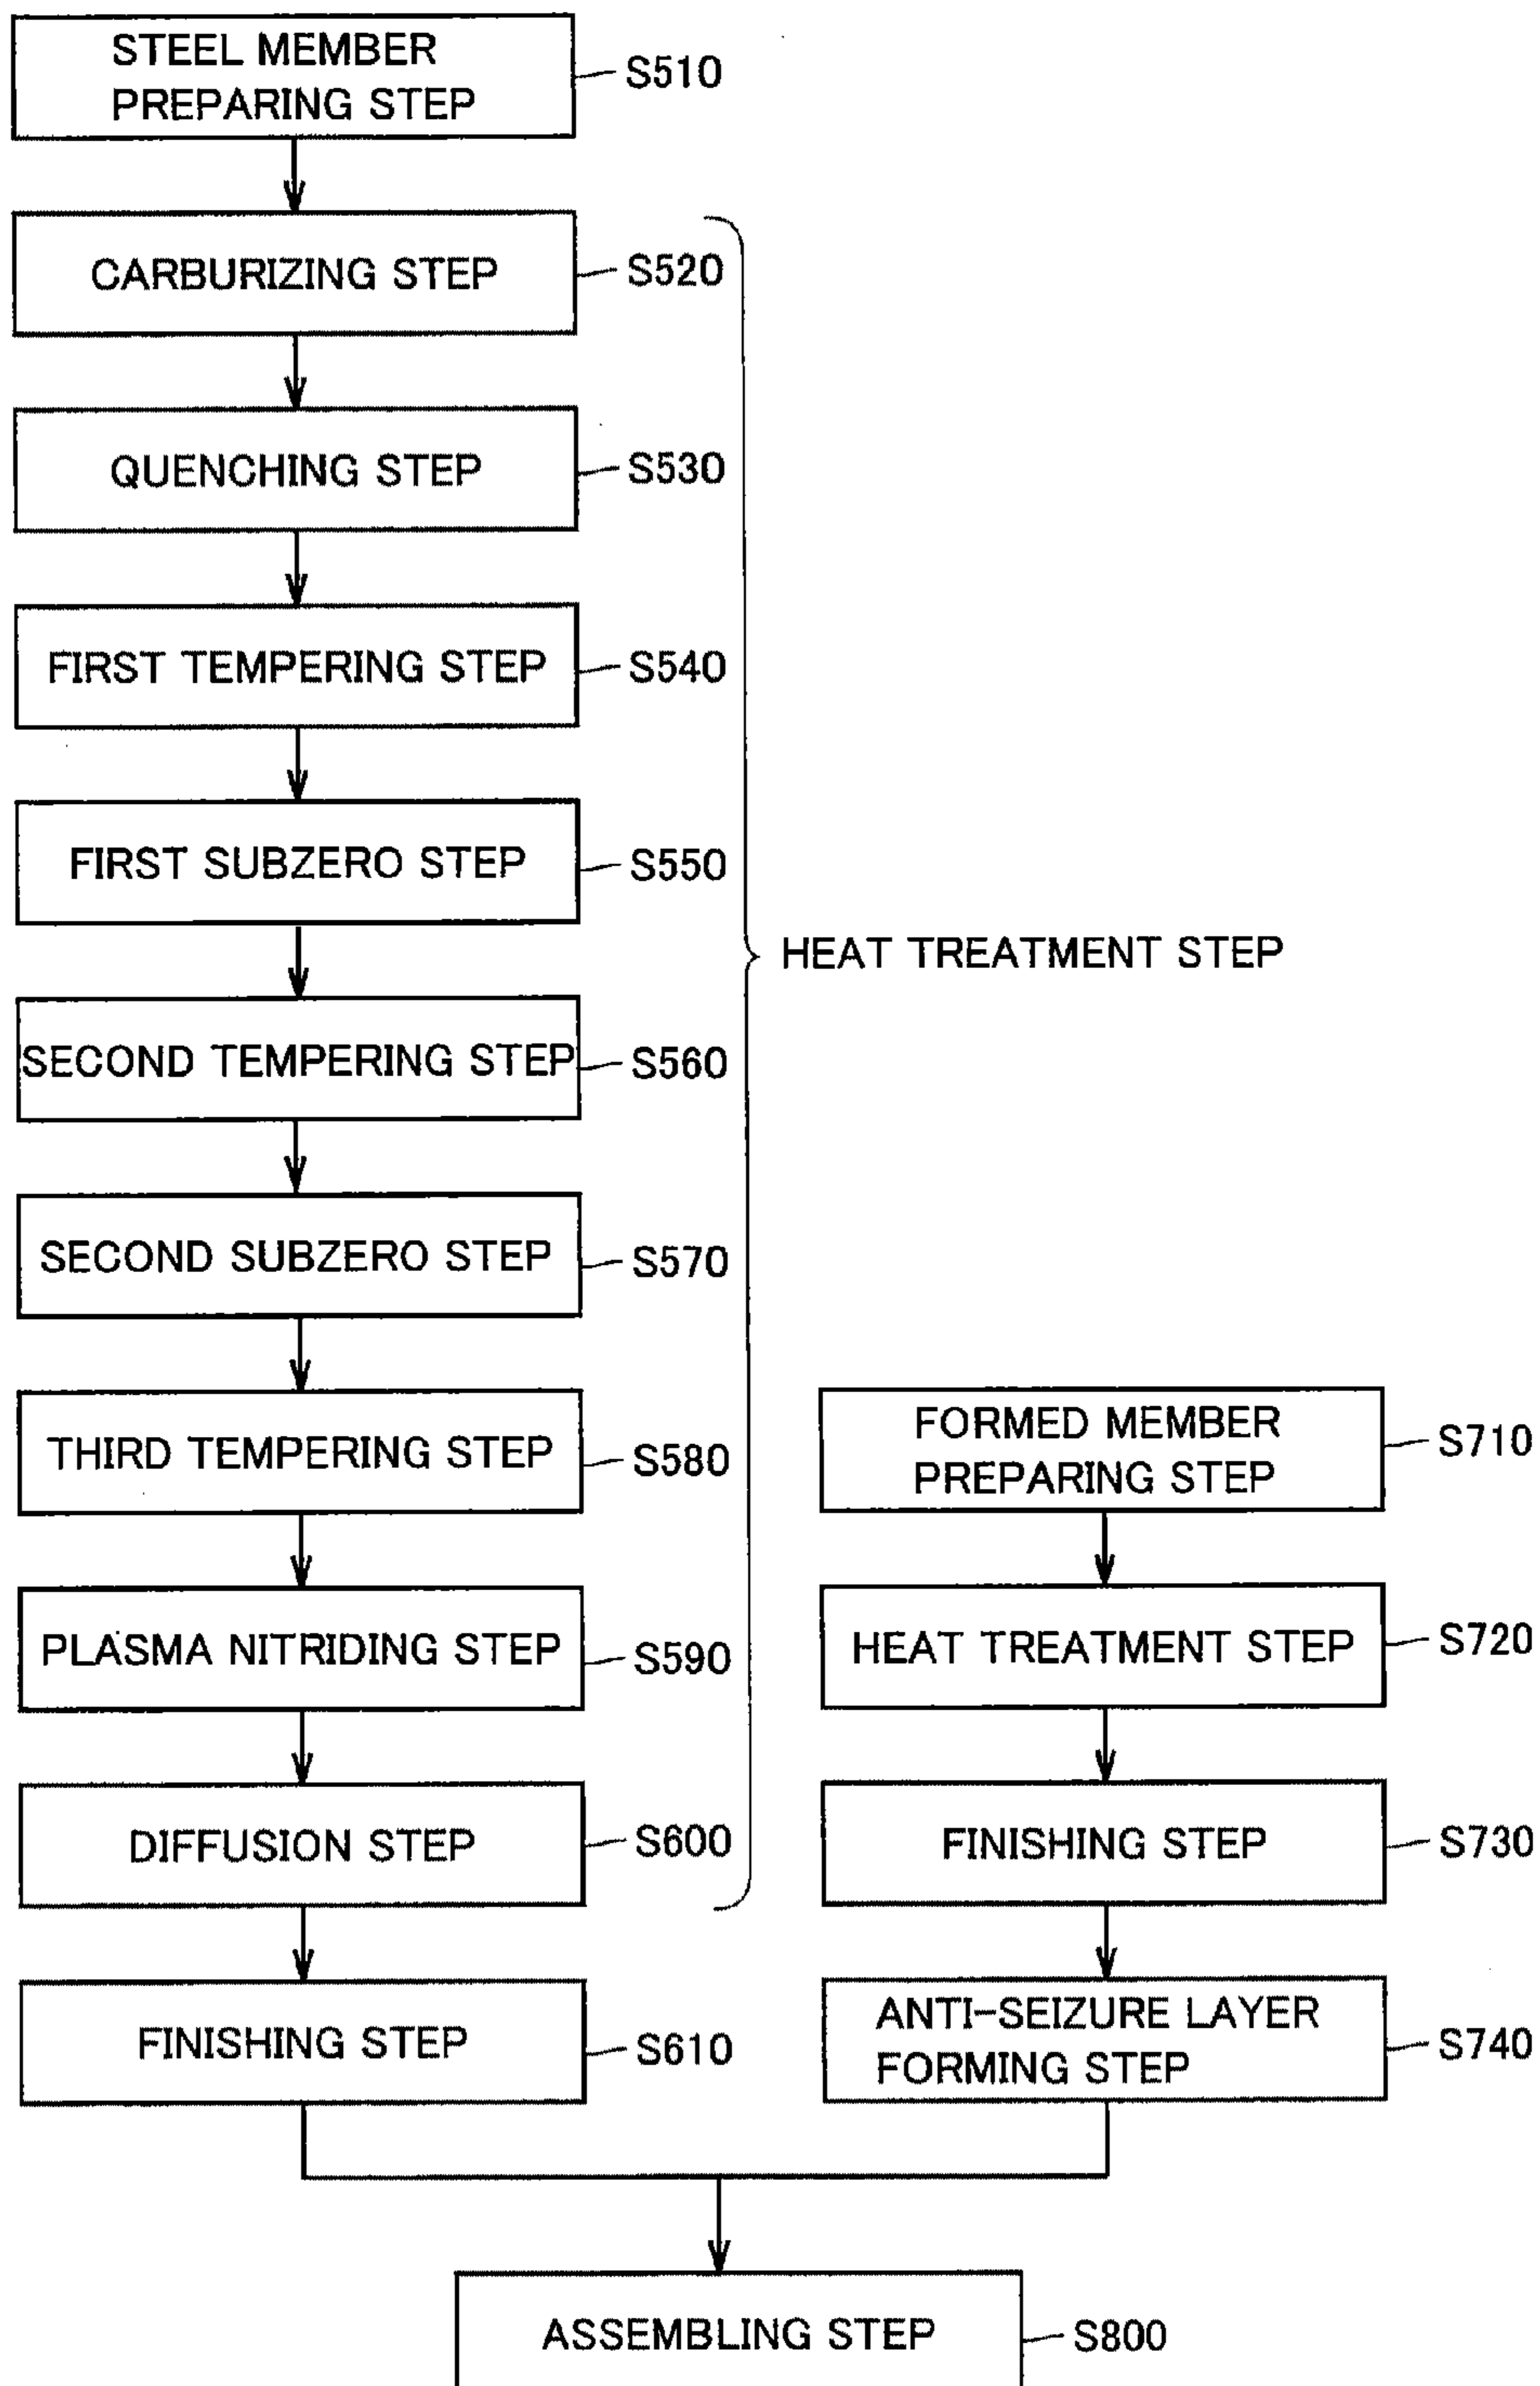 STEEL MEMBER
PREPARING STEP
S510
CARBURIZING STEP
S520
QUENCHING STEP
S530
FIRST TEMPERING STEP
S540
FIRST SUBZERO STEP
S550
HEAT TREATMENT STEP
SECOND TEMPERING STEP
S560
SECOND SUBZERO STEP
S570
THIRD TEMPERING STEP
S580
PLASMA NITRIDING STEP
S590
DIFFUSION STEP
S600
FINISHING STEP
S610
FORMED MEMBER
PREPARING STEP
S710
HEAT TREATMENT STEP
S720
FINISHING STEP
S730
ANTI-SEIZURE LAYER
FORMING STEP
S740
ASSEMBLING STEP
S800